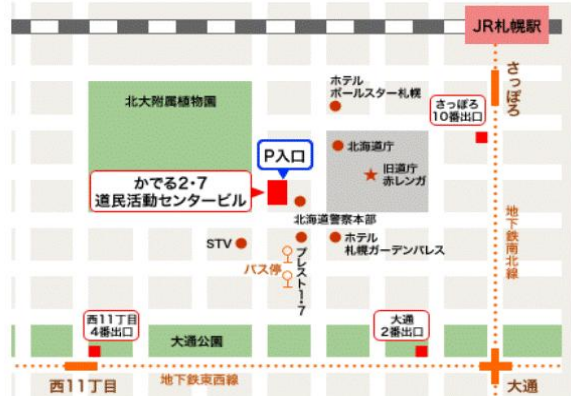 JR札幌駅
さっぽろ
ホテル
ポールスター札幌
北大附属植物園
さっぽろ
10番出口
P入口
北海道庁
旧道庁
赤レンガ
かでる2・7
道民活動センタービル
北海道警察本部
地下鉄南北線
STV
ホテル
札幌ガーデンパレス
バス停
プレスト1・7
西11丁目
4番出口
大通
2番出口
大通公園
地下鉄東西線
西11丁目
大通